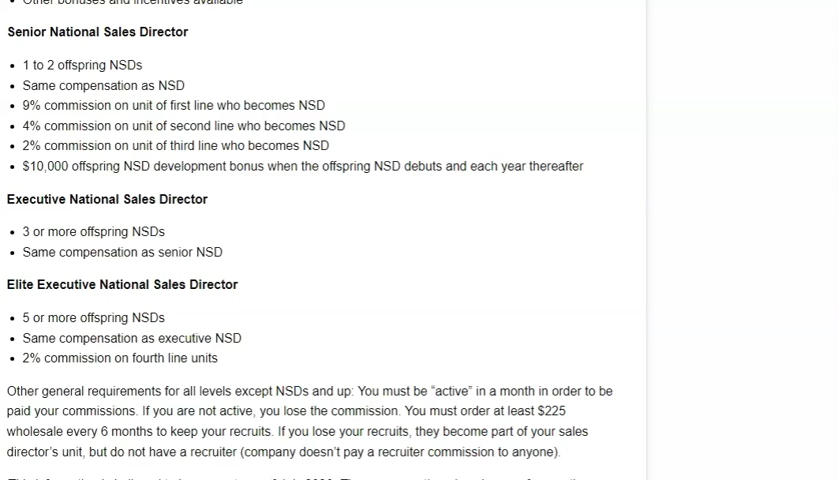 • Other bonuses and incentives available
Senior National Sales Director
• 1 to 2 offspring NSDs
• Same compensation as NSD
• 9% commission on unit of first line who becomes NSD
• 4% commission on unit of second line who becomes NSD
• 2% commission on unit of third line who becomes NSD
• $10,000 offspring NSD development bonus when the offspring NSD debuts and each year thereafter
Executive National Sales Director
• 3 or more offspring NSDs
• Same compensation as senior NSD
Elite Executive National Sales Director
• 5 or more offspring NSDs
• Same compensation as executive NSD
• 2% commission on fourth line units
Other general requirements for all levels except NSDs and up: You must be “active” in a month in order to be
paid your commissions. If you are not active, you lose the commission. You must order at least $225
wholesale every 6 months to keep your recruits. If you lose your recruits, they become part of your sales
director’s unit, but do not have a recruiter (company doesn’t pay a recruiter commission to anyone).